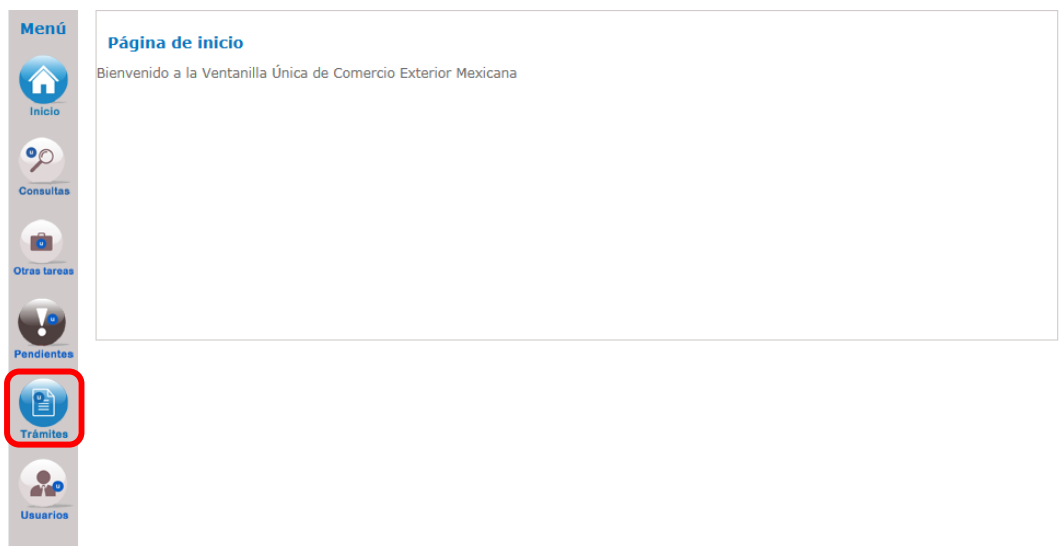 Menú
Página de inicio
Bienvenido a la Ventanilla Única de Comercio Exterior Mexicana
Inicio
Consultas
Otras tareas
Pendientes
Trámites
Usuarios